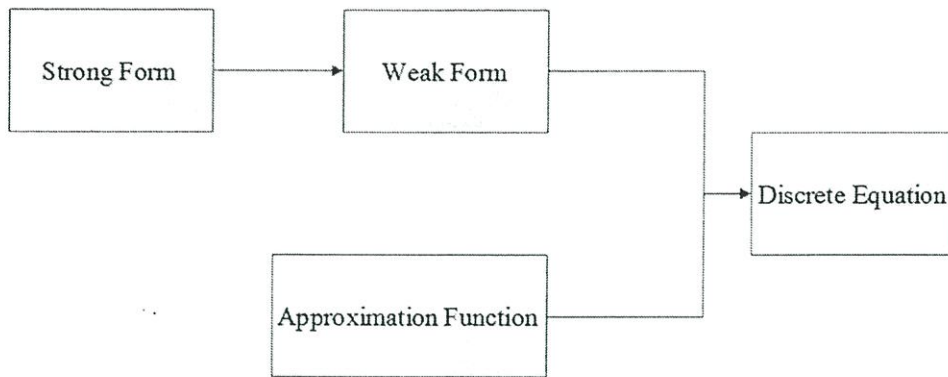 Strong Form
Weak Form
Discrete Equation
Approximation Function